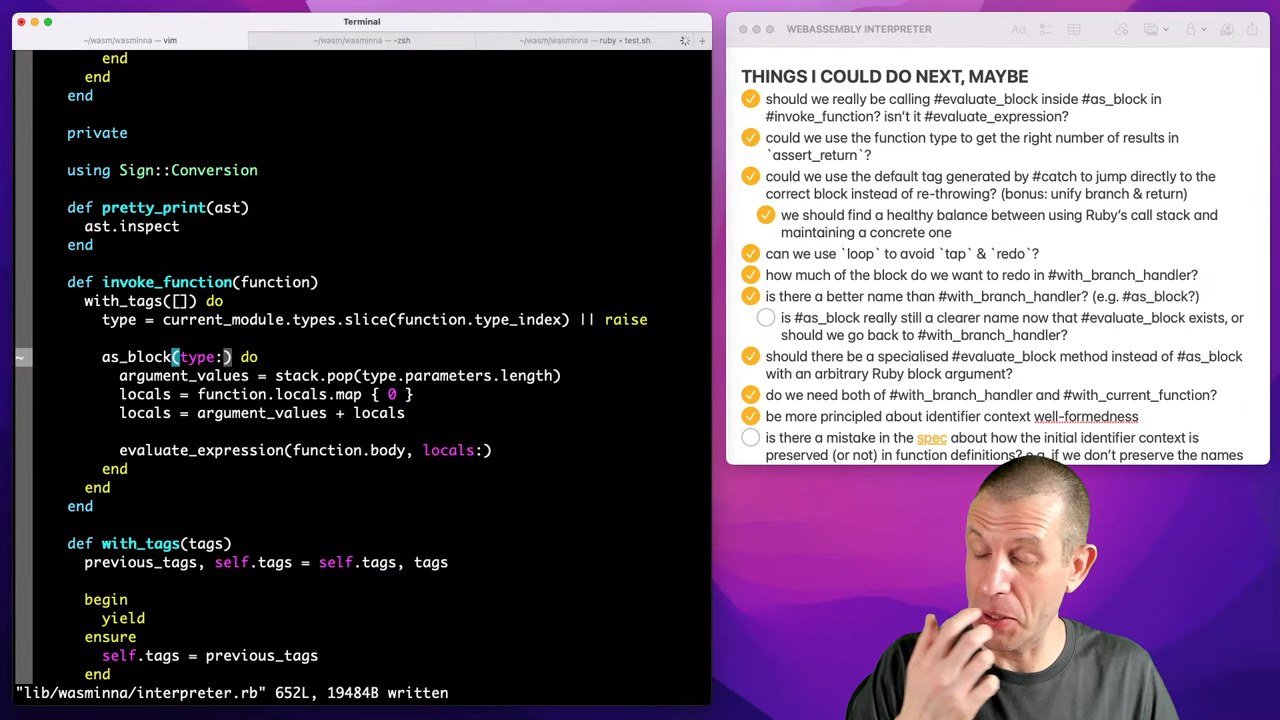 Terminal
~/wasm/wasminna — vim
~/wasm/wasminna — -zsh
~/wasm/wasminna — ruby • test.sh
+
end
end
end
private
using Sign::Conversion
def pretty_print(ast)
ast.inspect
end
def invoke_function(function)
with_tags([]) do
type = current_module.types.slice(function.type_index) || raise
~
as_block(type:) do
argument_values = stack.pop(type.parameters.length)
locals = function.locals.map { 0 }
locals = argument_values + locals
evaluate_expression(function.body, locals:)
end
end
end
def with_tags(tags)
previous_tags, self.tags = self.tags, tags
begin
yield
ensure
self.tags = previous_tags
end
"lib/wasminna/interpreter.rb" 652L, 19484B written
WEBASSEMBLY INTERPRETER
Aa
THINGS I COULD DO NEXT, MAYBE
should we really be calling #evaluate_block inside #as_block in
#invoke_function? isn’t it #evaluate_expression?
could we use the function type to get the right number of results in
`assert_return`?
could we use the default tag generated by #catch to jump directly to the
correct block instead of re-throwing? (bonus: unify branch & return)
we should find a healthy balance between using Ruby’s call stack and
maintaining a concrete one
can we use `loop` to avoid `tap` & `redo`?
how much of the block do we want to redo in #with_branch_handler?
is there a better name than #with_branch_handler? (e.g. #as_block?)
is #as_block really still a clearer name now that #evaluate_block exists, or
should we go back to #with_branch_handler?
should there be a specialised #evaluate_block method instead of #as_block
with an arbitrary Ruby block argument?
do we need both of #with_branch_handler and #with_current_function?
be more principled about identifier context well-formedness
is there a mistake in the spec about how the initial identifier context is
preserved (or not) in function definitions? e.g. if we don’t preserve the names